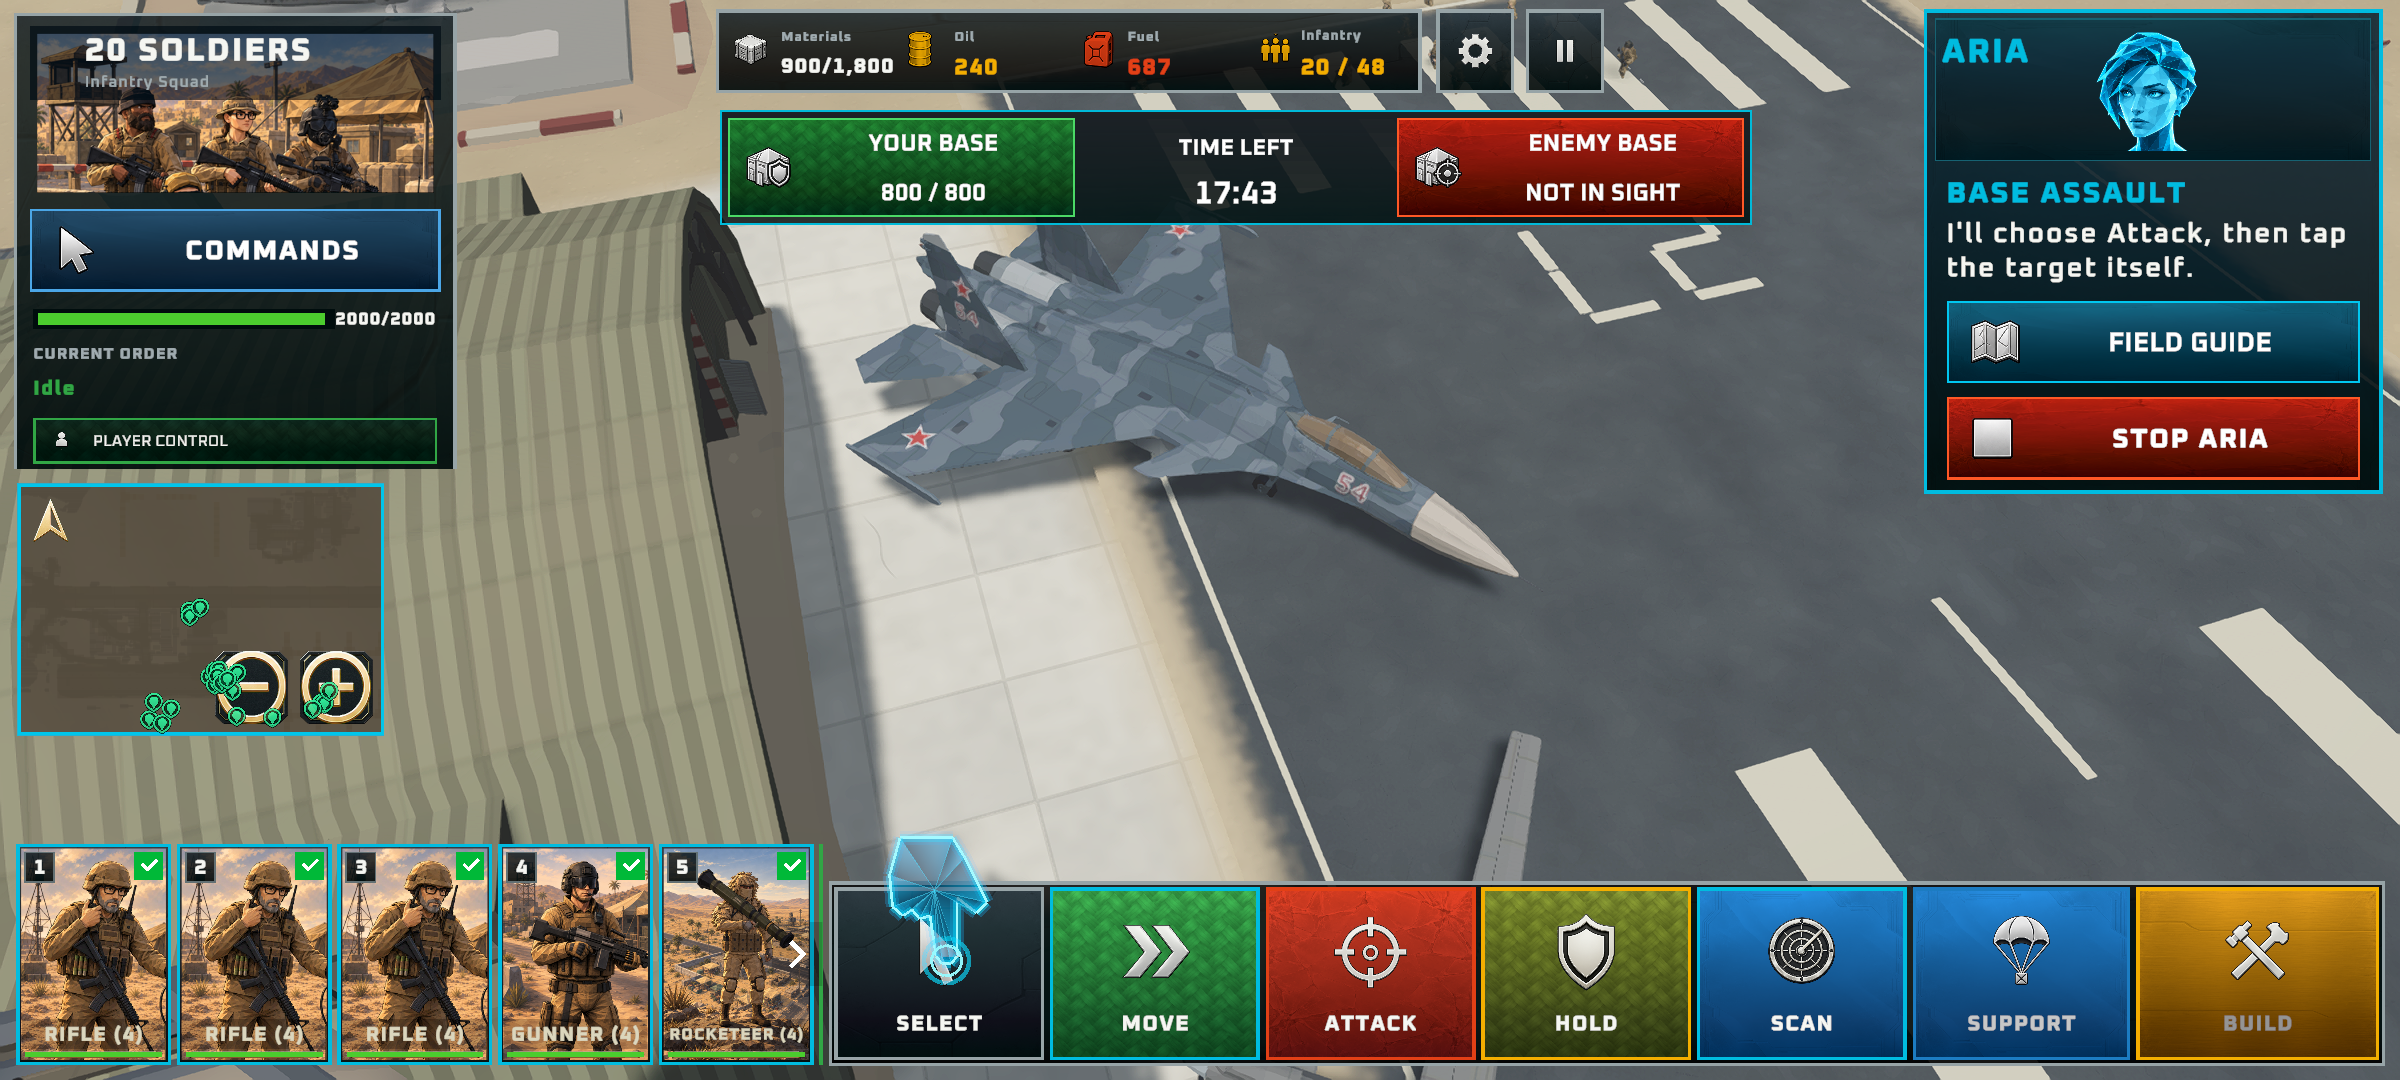 20 SOLDIERS
Infantry Squad
COMMANDS
2000/2000
CURRENT ORDER
Idle
PLAYER CONTROL
Materials
900/1,800
Oil
240
Fuel
687
Infantry
20 / 48
YOUR BASE
800 / 800
TIME LEFT
17:43
ENEMY BASE
NOT IN SIGHT
ARIA
BASE ASSAULT
I'll choose Attack, then tap
the target itself.
FIELD GUIDE
STOP ARIA
54
54
1
RIFLE (4)
2
RIFLE (4)
3
RIFLE (4)
4
GUNNER (4)
5
ROCKETEER (4)
SELECT
MOVE
ATTACK
HOLD
SCAN
SUPPORT
BUILD